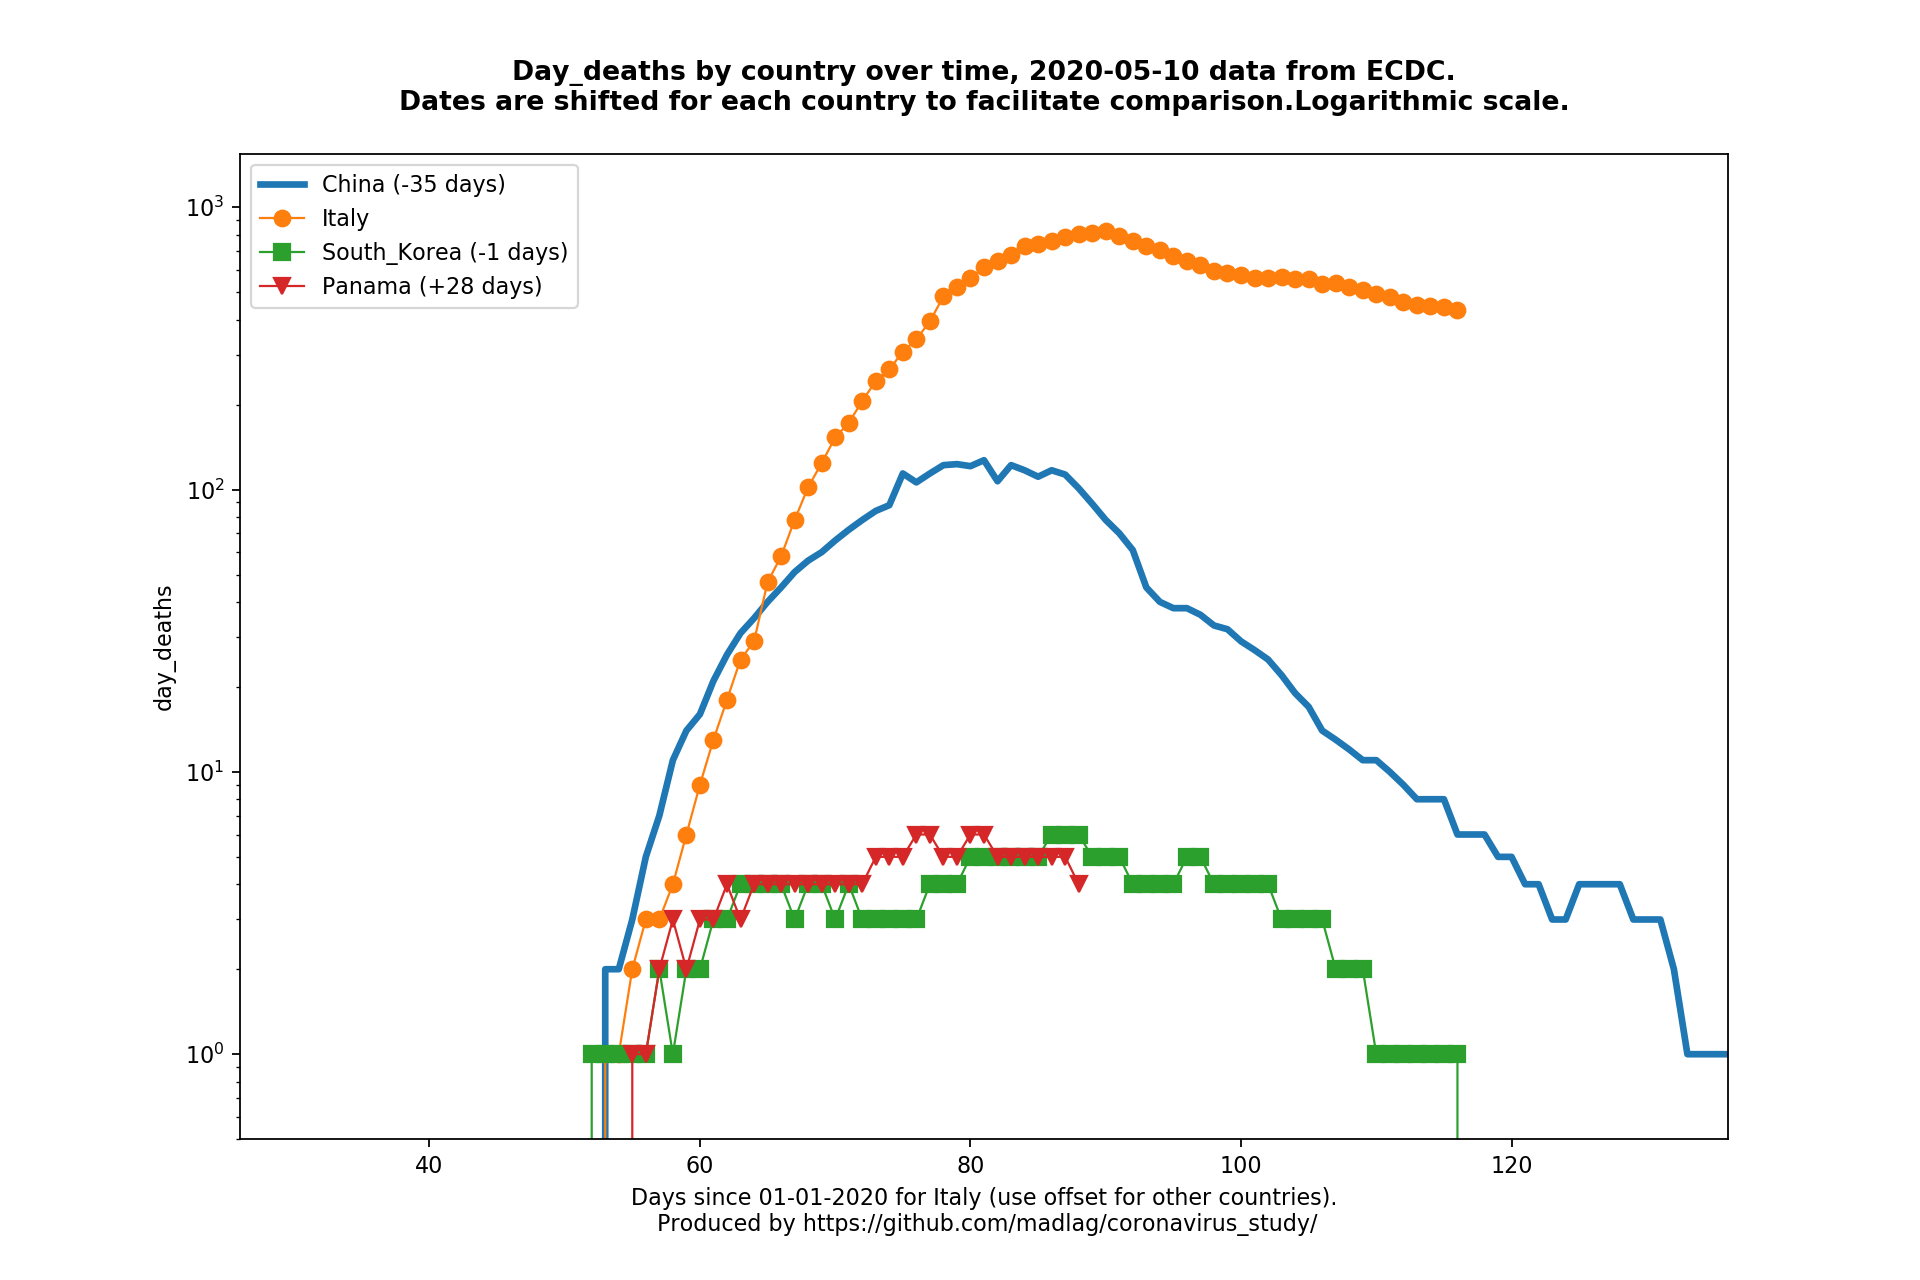 Day_deaths by country over time, 2020-05-10 data from ECDC.
Dates are shifted for each country to facilitate comparison.Logarithmic scale.
China (-35 days)
Italy
South_Korea (-1 days)
Panama (+28 days)
10³
10²
10¹
10⁰
day_deaths
40 60 80 100 120
Days since 01-01-2020 for Italy (use offset for other countries).
Produced by https://github.com/madlag/coronavirus_study/